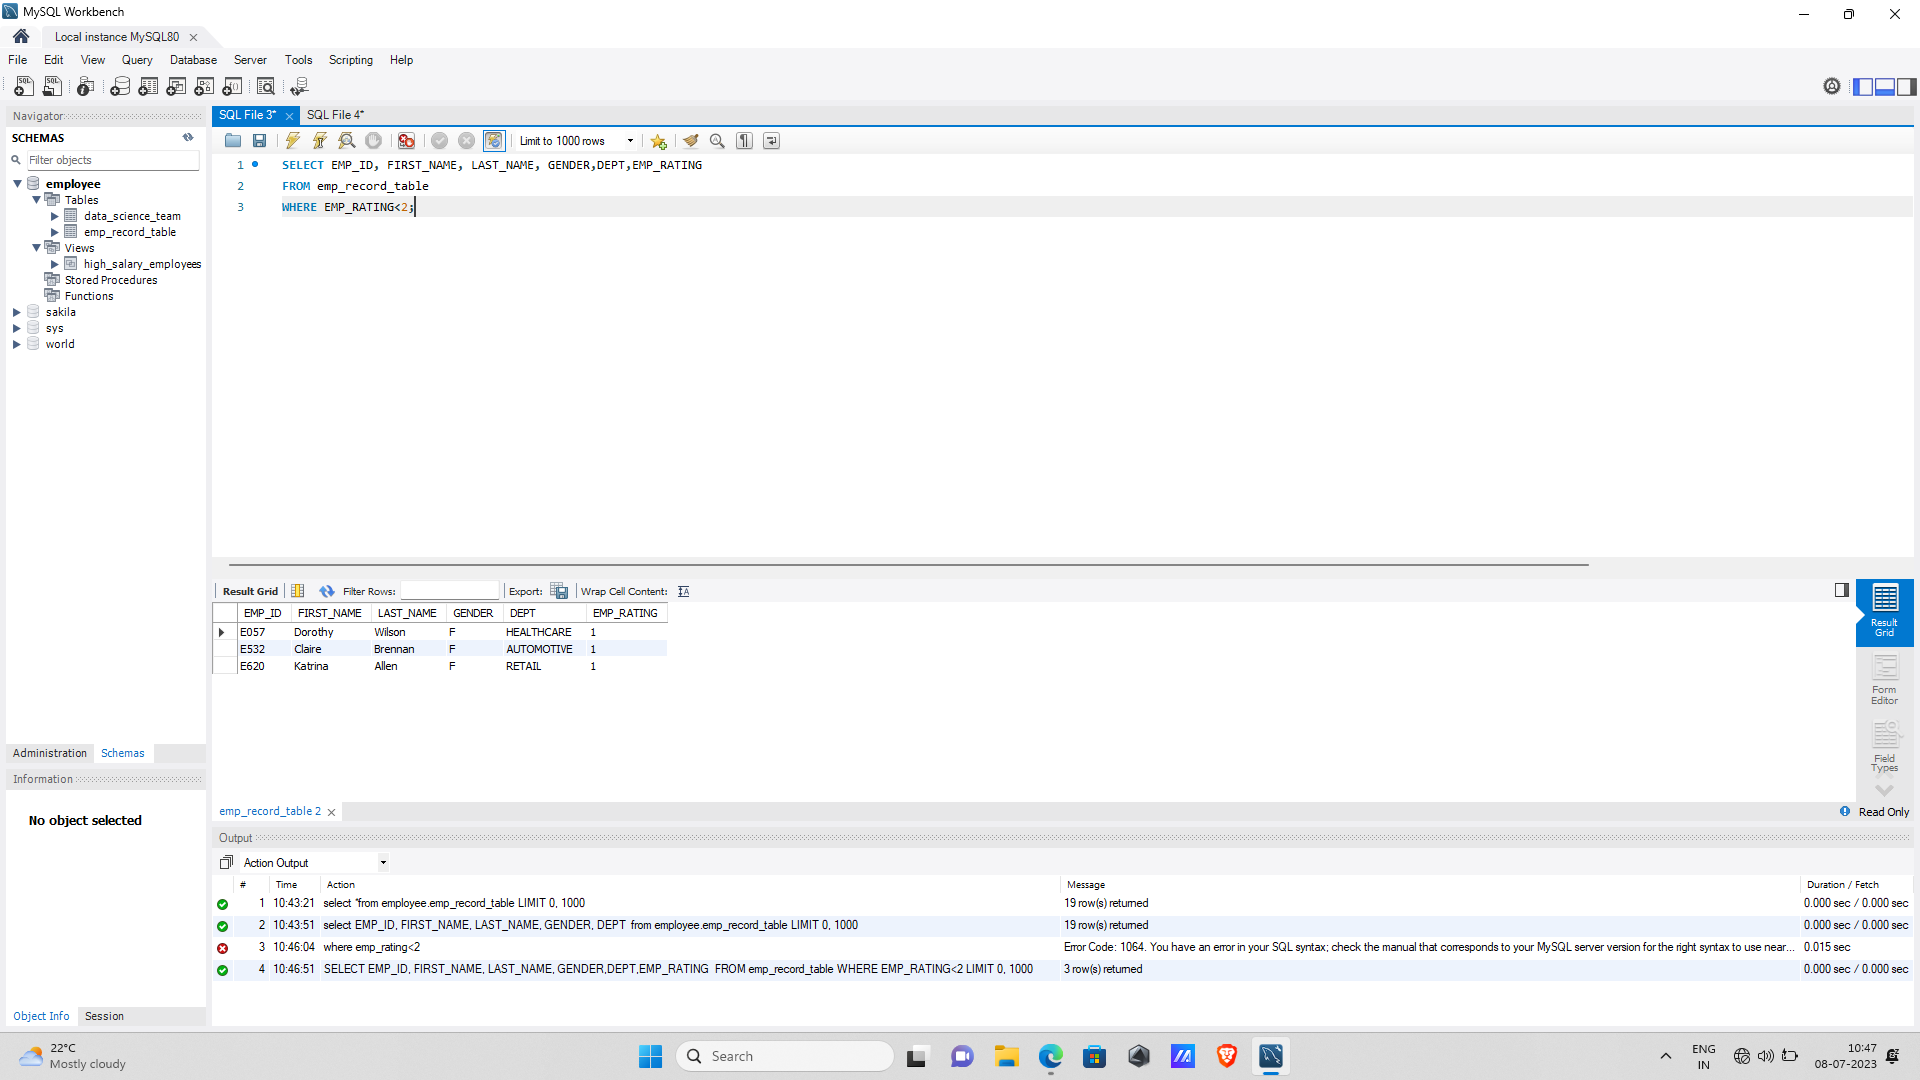 MySQL Workbench
Local instance MySQL80
File Edit View Query Database Server Tools Scripting Help
Navigator
SCHEMAS
Filter objects
employee
Tables
data_science_team
emp_record_table
Views
high_salary_employees
Stored Procedures
Functions
sakila
sys
world
Administration Schemas
Information
No object selected
Object Info Session
SQL File 3* SQL File 4*
Limit to 1000 rows
1 SELECT EMP_ID, FIRST_NAME, LAST_NAME, GENDER,DEPT,EMP_RATING
2 FROM emp_record_table
3 WHERE EMP_RATING<2;
Result Grid Filter Rows: Export: Wrap Cell Content:
EMP_ID FIRST_NAME LAST_NAME GENDER DEPT EMP_RATING
E057 Dorothy Wilson F HEALTHCARE 1
E532 Claire Brennan F AUTOMOTIVE 1
E620 Katrina Allen F RETAIL 1
Result
Grid
Form
Editor
Field
Types
emp_record_table 2
Read Only
Output
Action Output
# Time Action Message Duration / Fetch
1 10:43:21 select *from employee.emp_record_table LIMIT 0, 1000 19 row(s) returned 0.000 sec / 0.000 sec
2 10:43:51 select EMP_ID, FIRST_NAME, LAST_NAME, GENDER, DEPT from employee.emp_record_table LIMIT 0, 1000 19 row(s) returned 0.000 sec / 0.000 sec
3 10:46:04 where emp_rating<2 Error Code: 1064. You have an error in your SQL syntax; check the manual that corresponds to your MySQL server version for the right syntax to use near... 0.015 sec
4 10:46:51 SELECT EMP_ID, FIRST_NAME, LAST_NAME, GENDER,DEPT,EMP_RATING FROM emp_record_table WHERE EMP_RATING<2 LIMIT 0, 1000 3 row(s) returned 0.000 sec / 0.000 sec
22°C
Mostly cloudy
Search
ENG
IN
10:47
08-07-2023